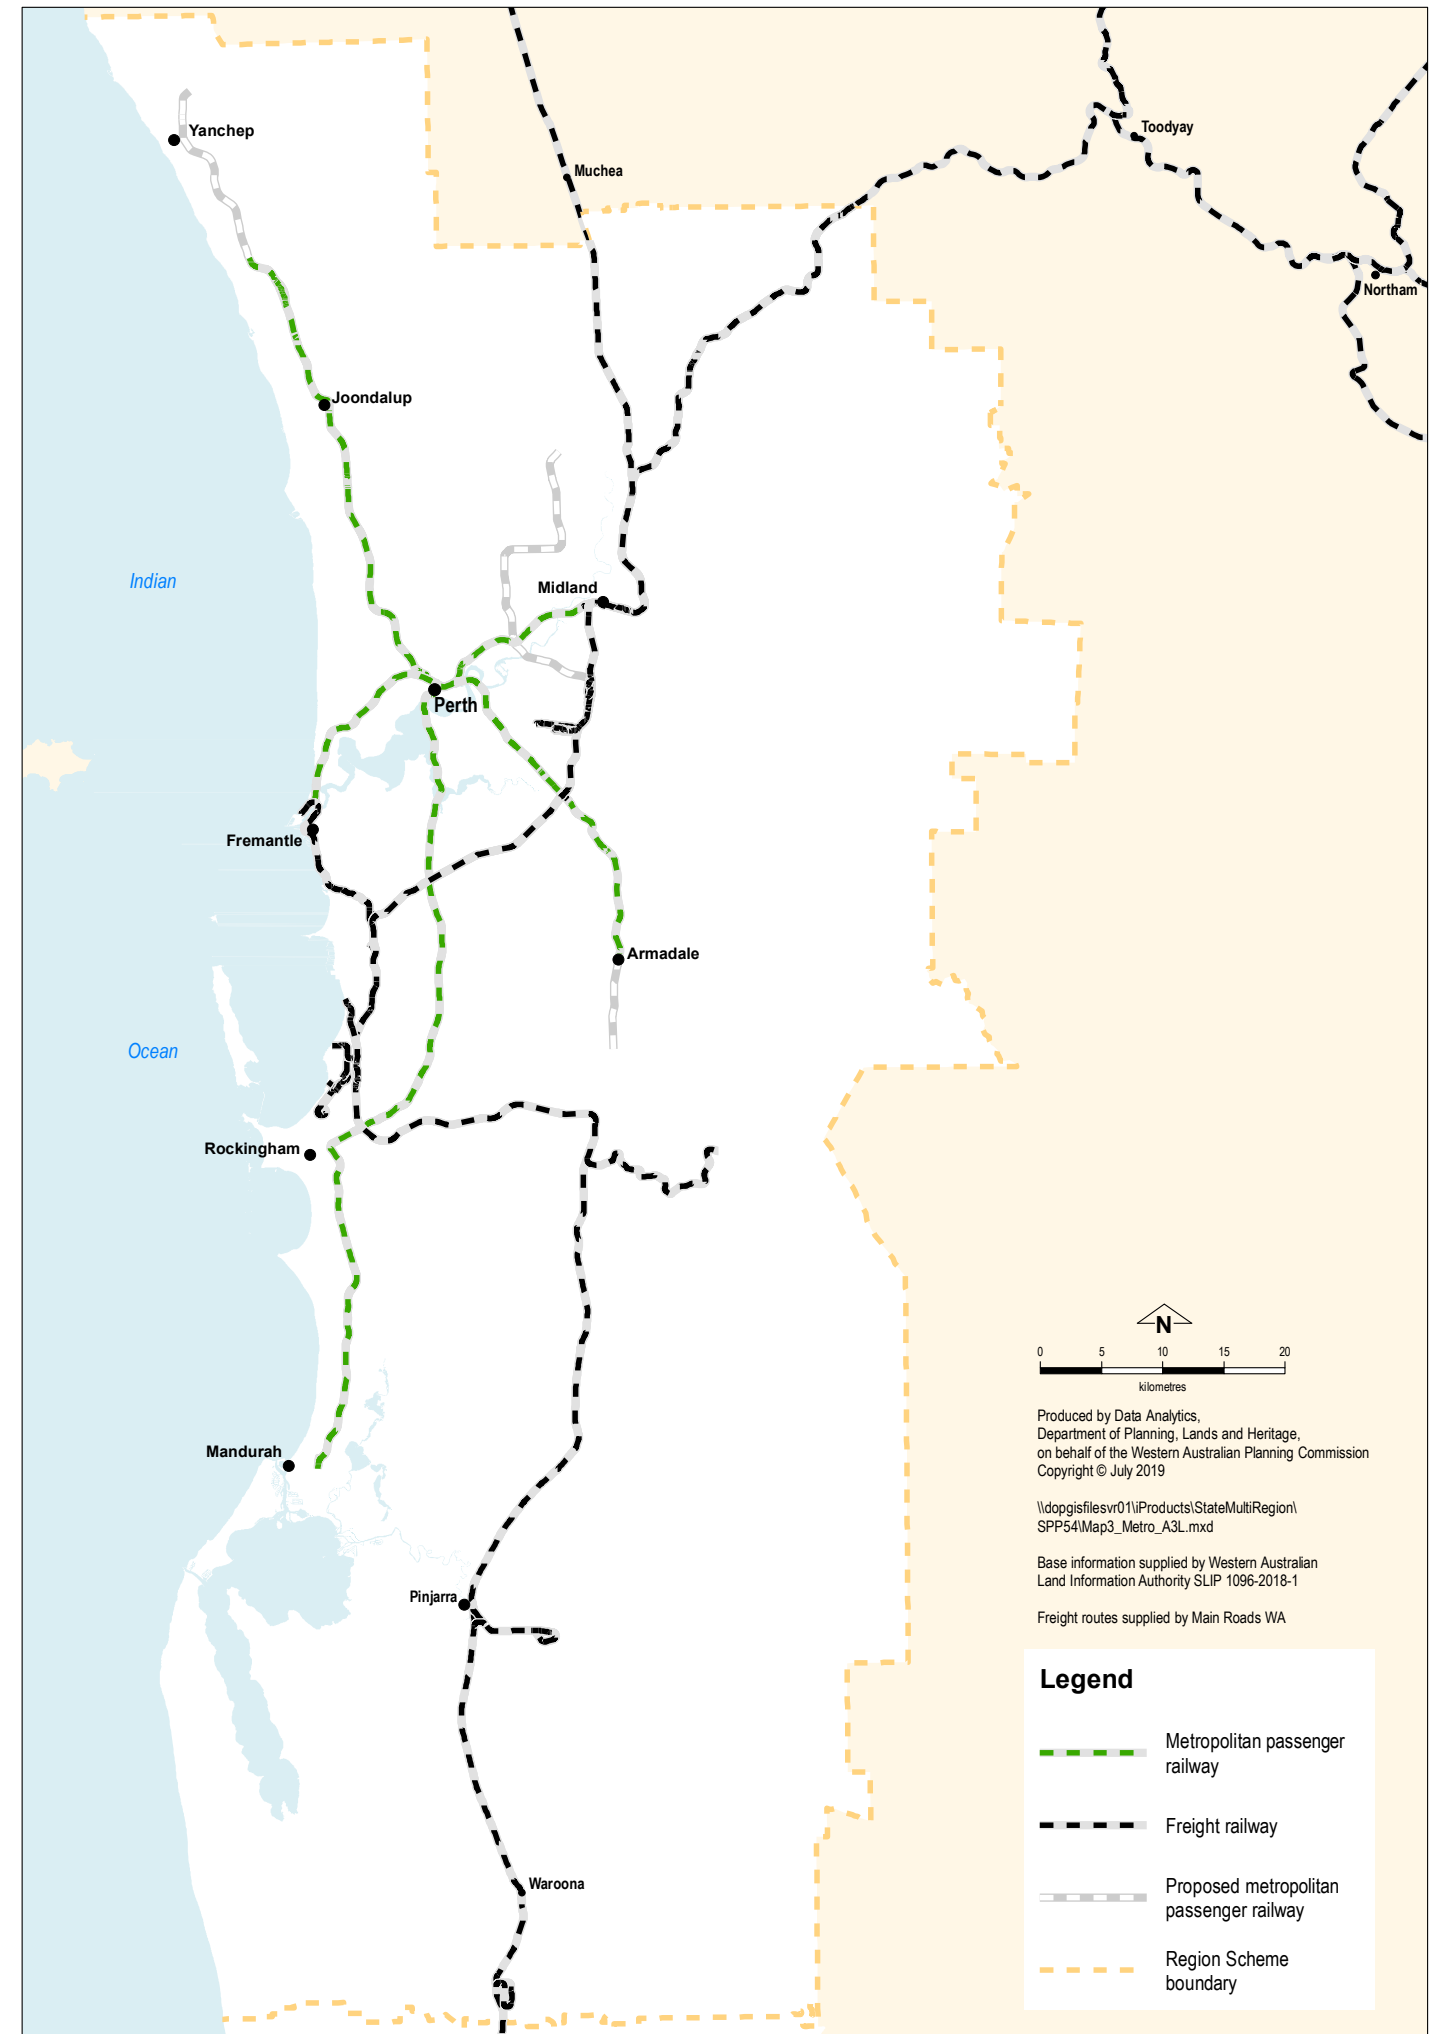 Yanchep
Toodyay
Muchea
Northam
Joondalup
Indian
Midland
Perth
Fremantle
Armadale
Ocean
Rockingham
N
0 5 10 15 20
kilometres
Produced by Data Analytics,
Department of Planning, Lands and Heritage,
on behalf of the Western Australian Planning Commission
Copyright © July 2019
\\dopgisfilesvr01\iProducts\StateMultiRegion\
SPP54\Map3_Metro_A3L.mxd
Base information supplied by Western Australian
Land Information Authority SLIP 1096-2018-1
Freight routes supplied by Main Roads WA
Mandurah
Pinjarra
Waroona
Legend
Metropolitan passenger
railway
Freight railway
Proposed metropolitan
passenger railway
Region Scheme
boundary